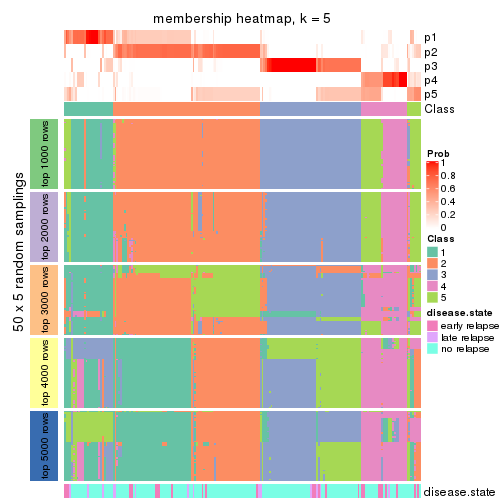 membership heatmap, k = 5
p1
p2
p3
p4
p5
Class
50 x 5 random samplings
top 1000 rows
top 2000 rows
top 3000 rows
top 4000 rows
top 5000 rows
disease.state
Prob
1
0.8
0.6
0.4
0.2
0
Class
1
2
3
4
5
disease.state
early relapse
late relapse
no relapse